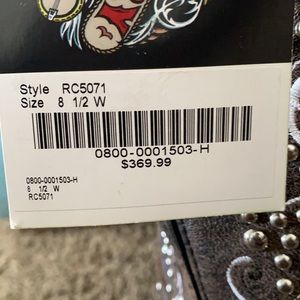 Style RC5071
Size 8 1/2 W
0800-0001503-H
$369.99
0800-0001503-H
8 1/2 W
RC5071